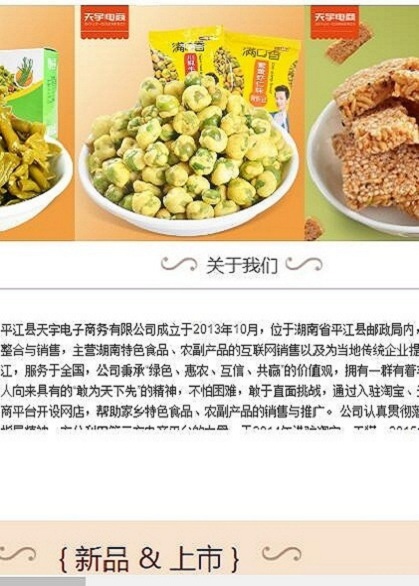 天宇电商
天宇电商
满口香
满口香
关于我们
平江县天宇电子商务有限公司成立于2013年10月，位于湖南省平江县邮政局内，
整合与销售，主营湖南特色食品、农副产品的互联网销售以及为当地传统企业提
江，服务于全国，公司秉承“绿色、惠农、互信、共赢”的价值观，拥有一群有着平
人向来具有的“敢为天下先”的精神，不怕困难，敢于直面挑战，通过入驻淘宝、天
商平台开设网店，帮助家乡特色食品、农副产品的销售与推广。公司认真贯彻落
{ 新品 & 上市 }